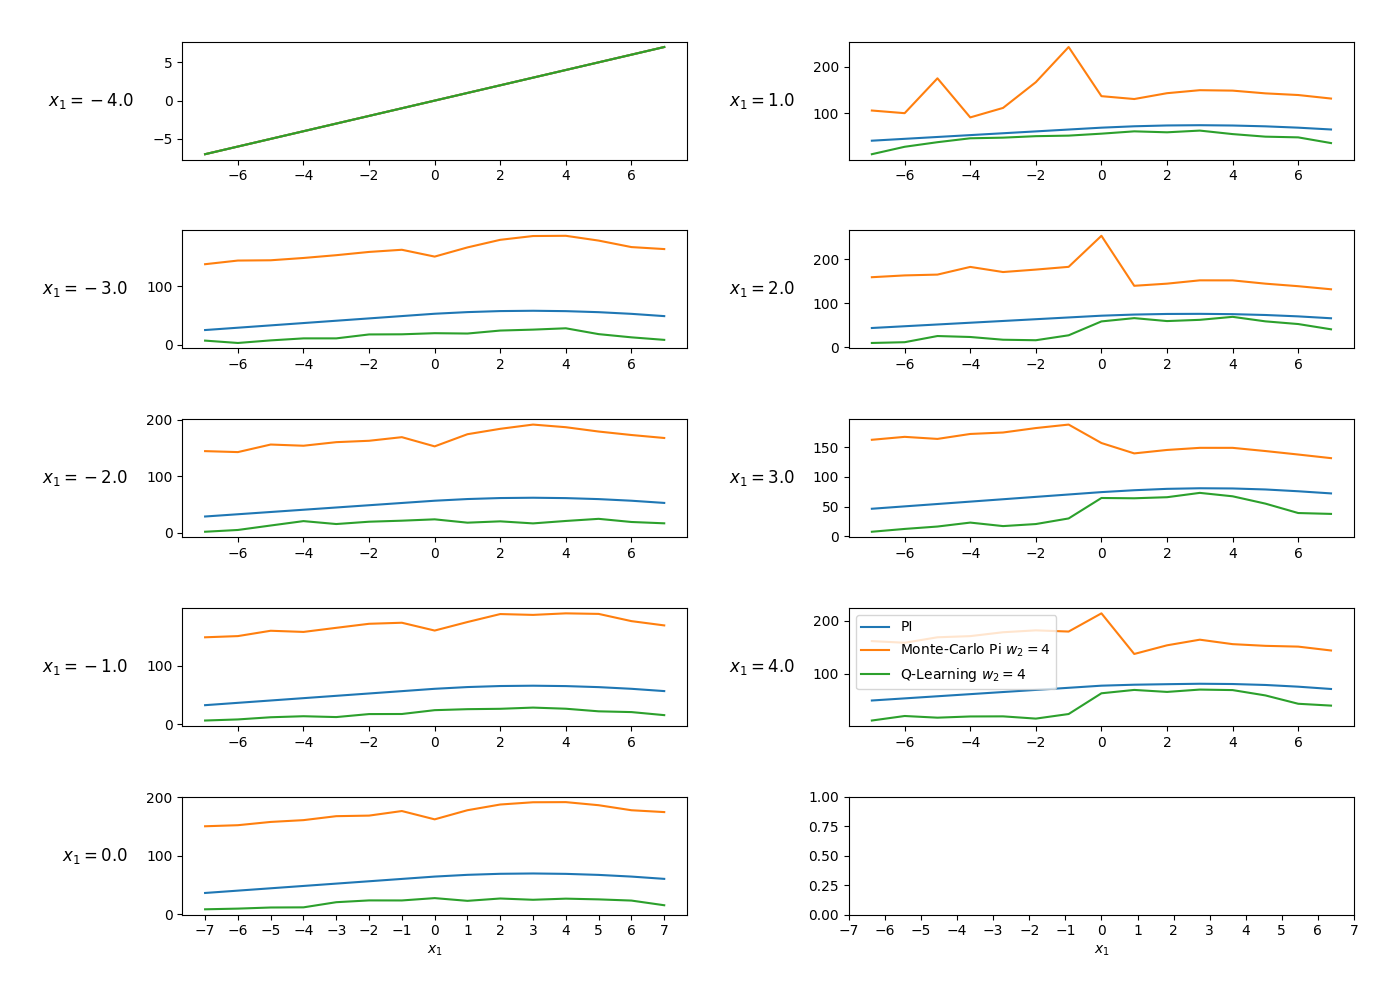 x₁ = −4.0
5
0
−5
−6 −4 −2 0 2 4 6
x₁ = 1.0
200
100
−6 −4 −2 0 2 4 6
x₁ = −3.0
100
0
−6 −4 −2 0 2 4 6
x₁ = 2.0
200
100
0
−6 −4 −2 0 2 4 6
x₁ = −2.0
200
100
0
−6 −4 −2 0 2 4 6
x₁ = 3.0
150
100
50
0
−6 −4 −2 0 2 4 6
x₁ = −1.0
100
0
−6 −4 −2 0 2 4 6
x₁ = 4.0
200
100
PI
Monte-Carlo Pi w₂ = 4
Q-Learning w₂ = 4
−6 −4 −2 0 2 4 6
x₁ = 0.0
200
100
0
−7 −6 −5 −4 −3 −2 −1 0 1 2 3 4 5 6 7
x₁
1.00
0.75
0.50
0.25
0.00
−7 −6 −5 −4 −3 −2 −1 0 1 2 3 4 5 6 7
x₁